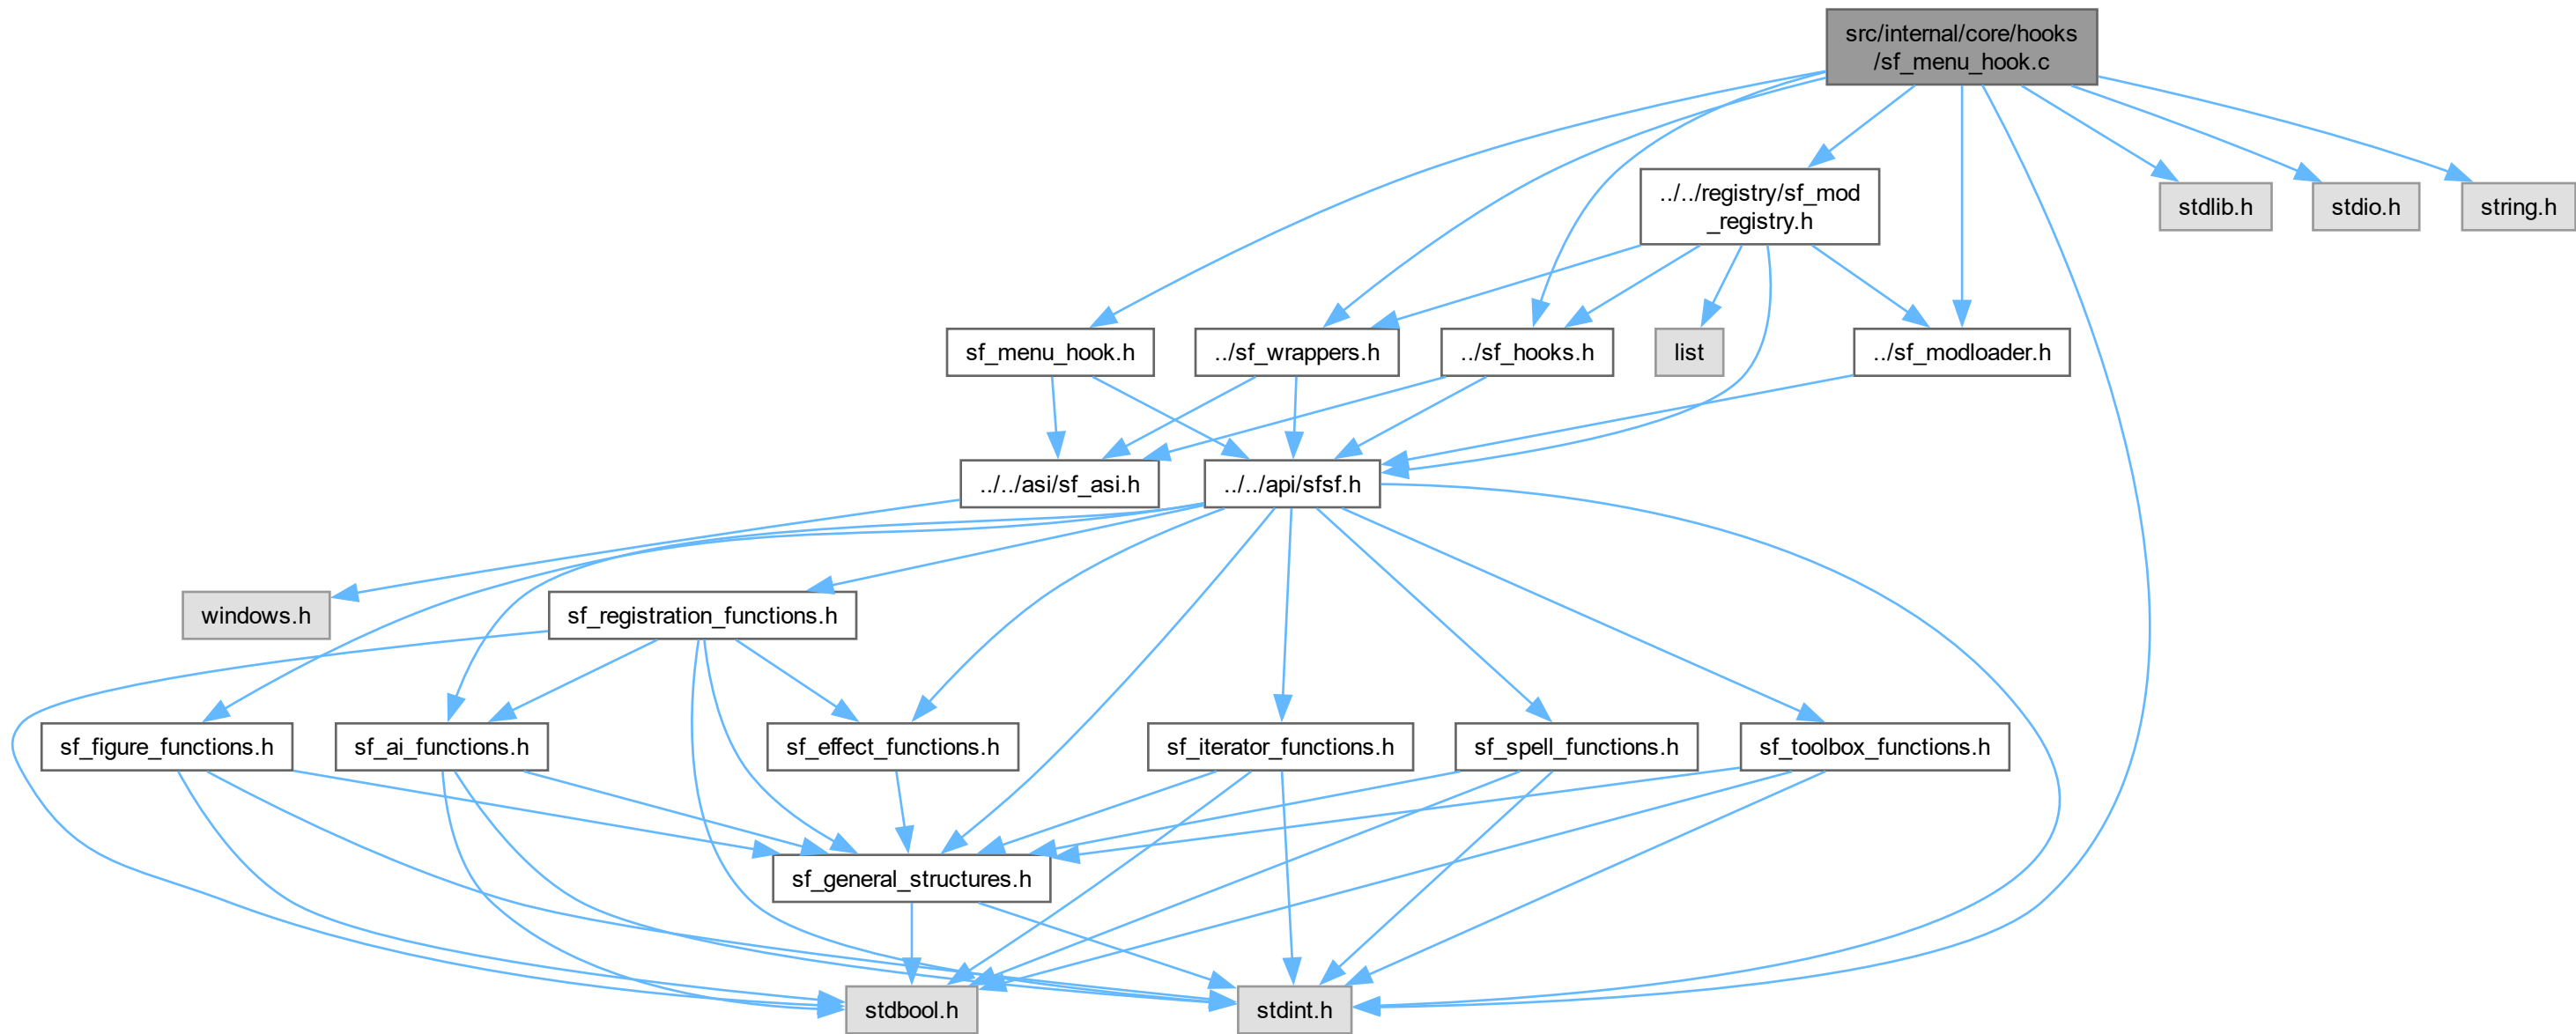 src/internal/core/hooks
/sf_menu_hook.c
../../registry/sf_mod
_registry.h
stdlib.h
stdio.h
string.h
sf_menu_hook.h
../sf_wrappers.h
../sf_hooks.h
list
../sf_modloader.h
../../asi/sf_asi.h
../../api/sfsf.h
windows.h
sf_registration_functions.h
sf_figure_functions.h
sf_ai_functions.h
sf_effect_functions.h
sf_iterator_functions.h
sf_spell_functions.h
sf_toolbox_functions.h
sf_general_structures.h
stdbool.h
stdint.h